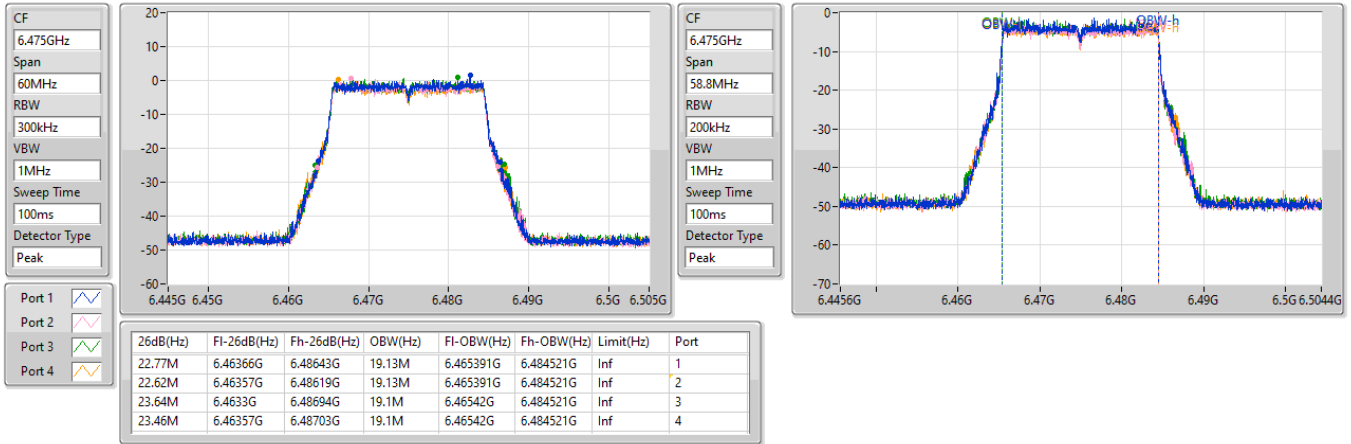 CF
6.475GHz
Span
60MHz
RBW
300kHz
VBW
1MHz
Sweep Time
100ms
Detector Type
Peak
20
10
0
-10
-20
-30
-40
-50
-60
6.445G 6.45G 6.46G 6.47G 6.48G 6.49G 6.5G 6.505G
CF
6.475GHz
Span
58.8MHz
RBW
200kHz
VBW
1MHz
Sweep Time
100ms
Detector Type
Peak
OBW-h
0
-10
-20
-30
-40
-50
-60
-70
6.4456G 6.46G 6.47G 6.48G 6.49G 6.5G 6.5044G
Port 1
Port 2
Port 3
Port 4
26dB(Hz) Fl-26dB(Hz) Fh-26dB(Hz) OBW(Hz) Fl-OBW(Hz) Fh-OBW(Hz) Limit(Hz) Port
22.77M 6.46366G 6.48643G 19.13M 6.465391G 6.484521G Inf 1
22.62M 6.46357G 6.48619G 19.13M 6.465391G 6.484521G Inf 2
23.64M 6.4633G 6.48694G 19.1M 6.46542G 6.484521G Inf 3
23.46M 6.46357G 6.48703G 19.1M 6.46542G 6.484521G Inf 4